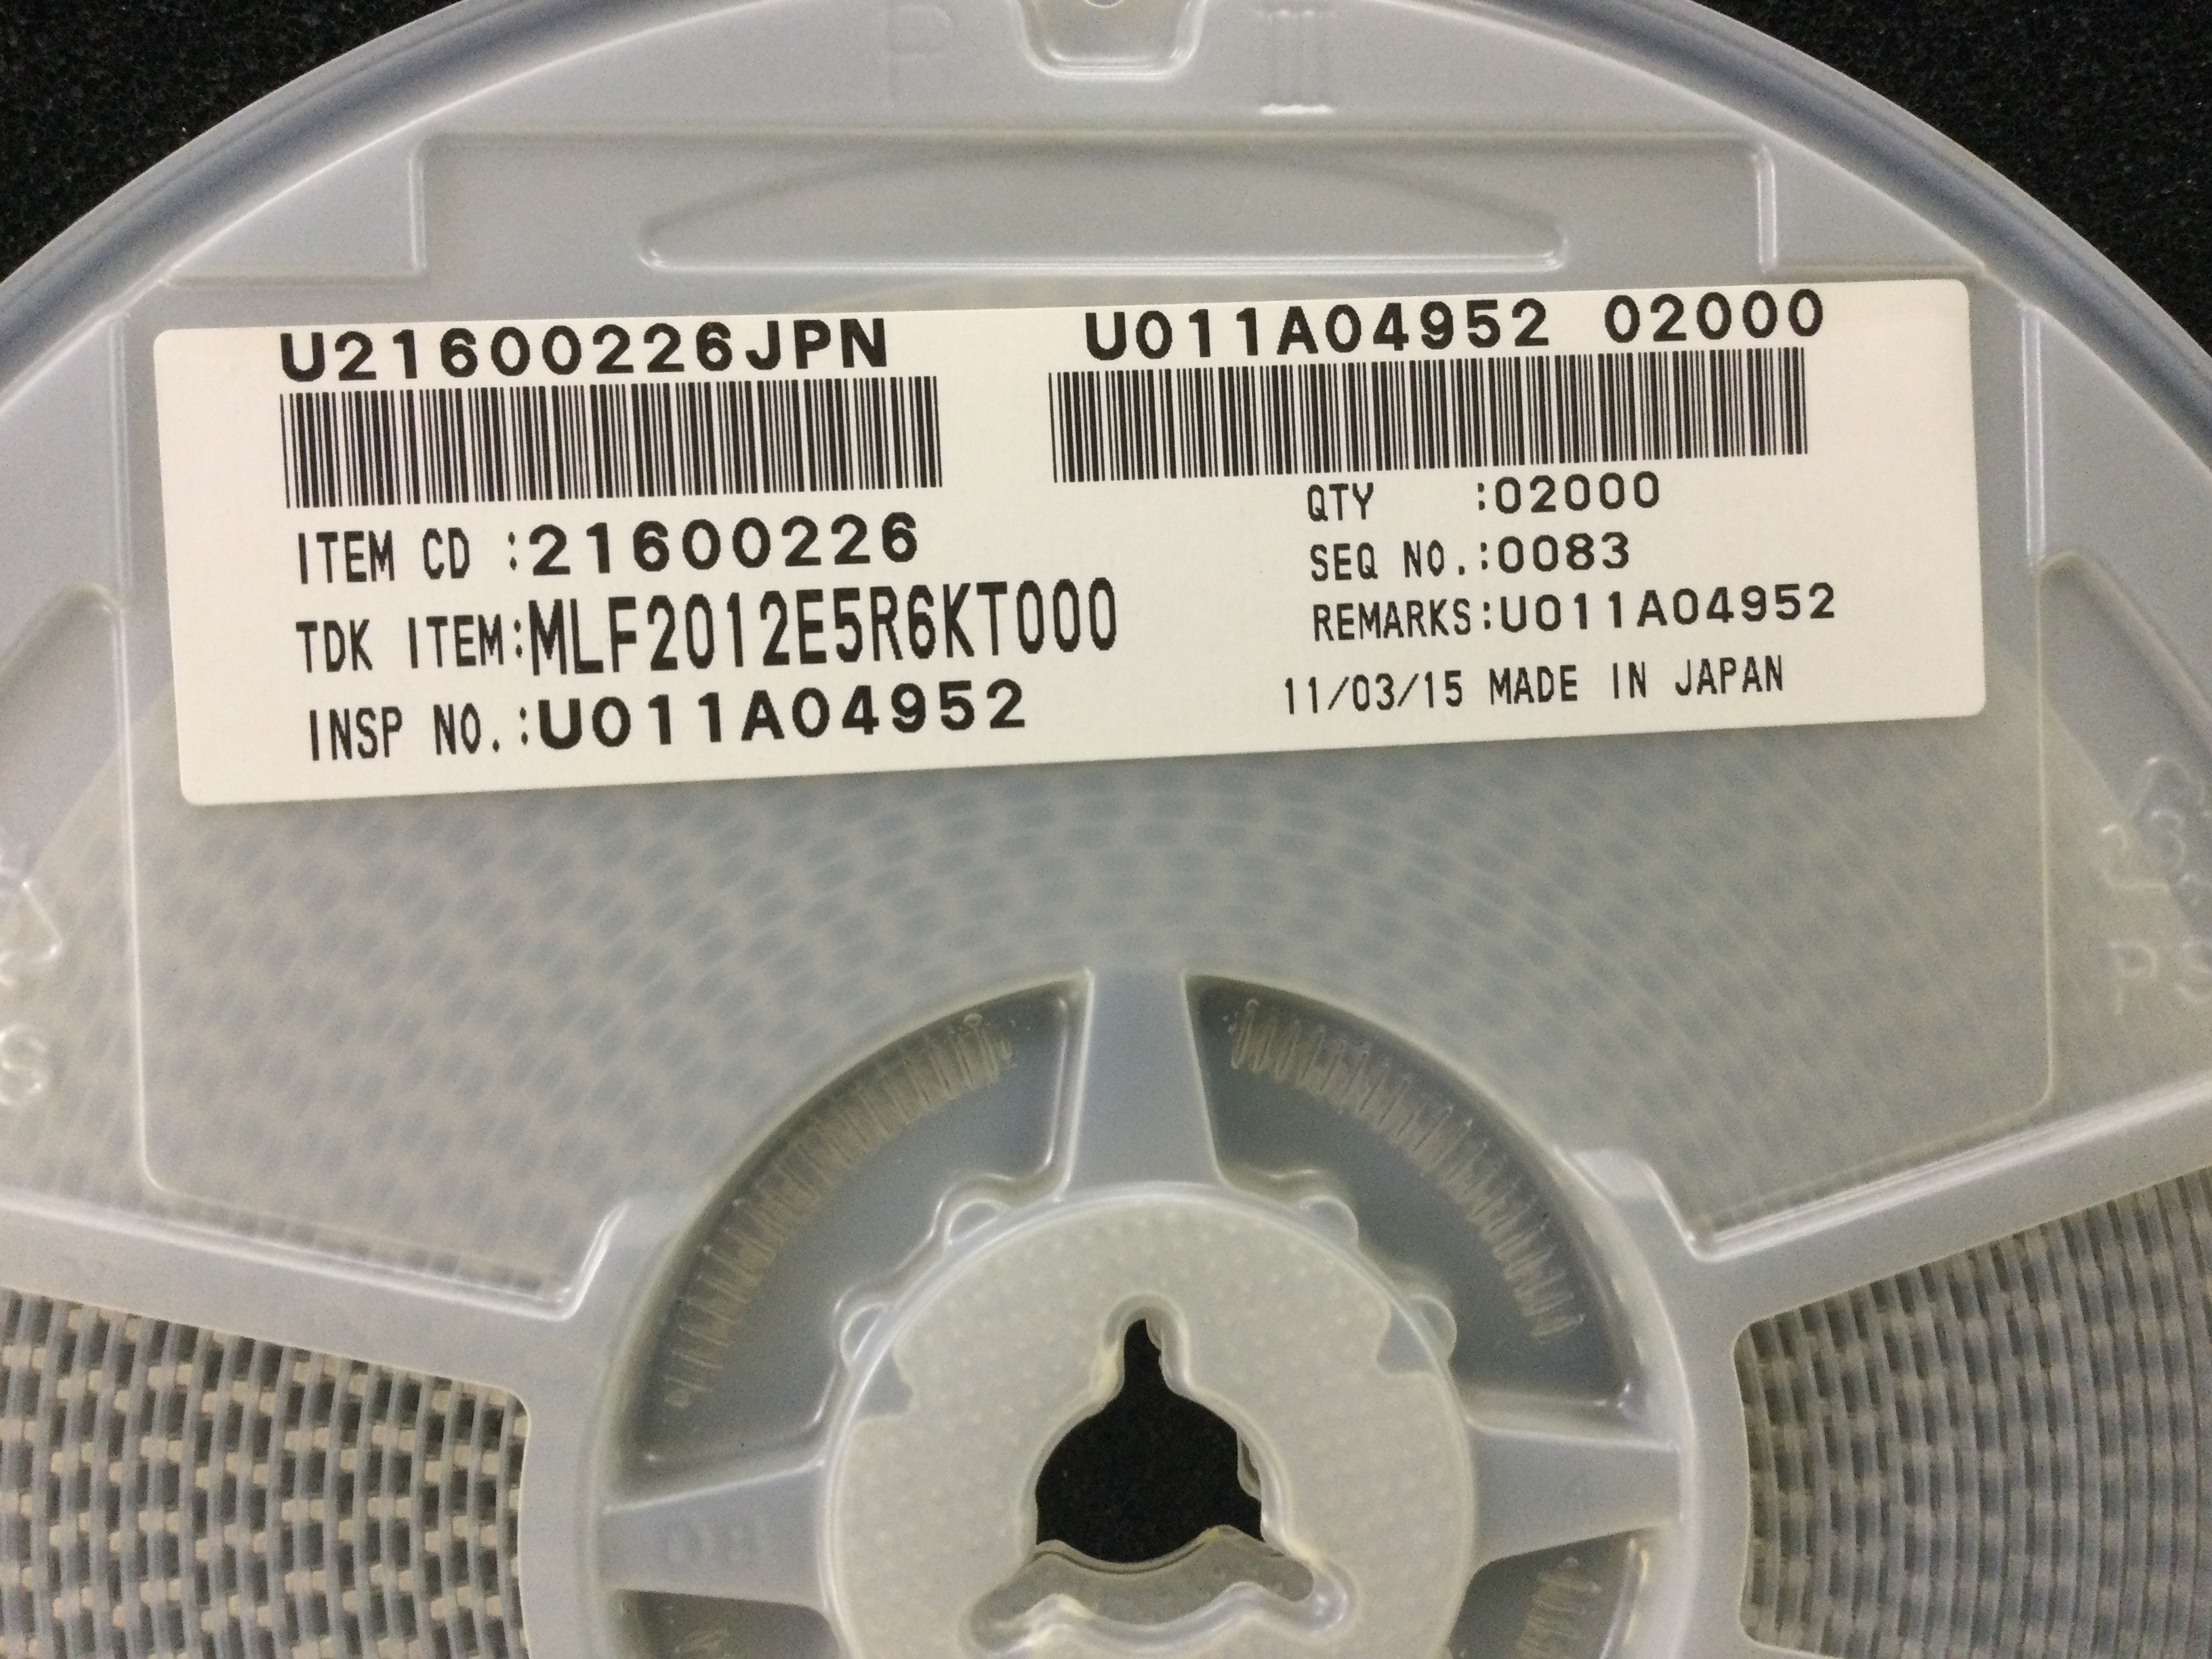 U21600226JPN
U011A04952 02000
ITEM CD :21600226
TDK ITEM:MLF2012E5R6KT000
INSP NO.:U011A04952
QTY :02000
SEQ NO.:0083
REMARKS:U011A04952
11/03/15 MADE IN JAPAN
P
PS
S